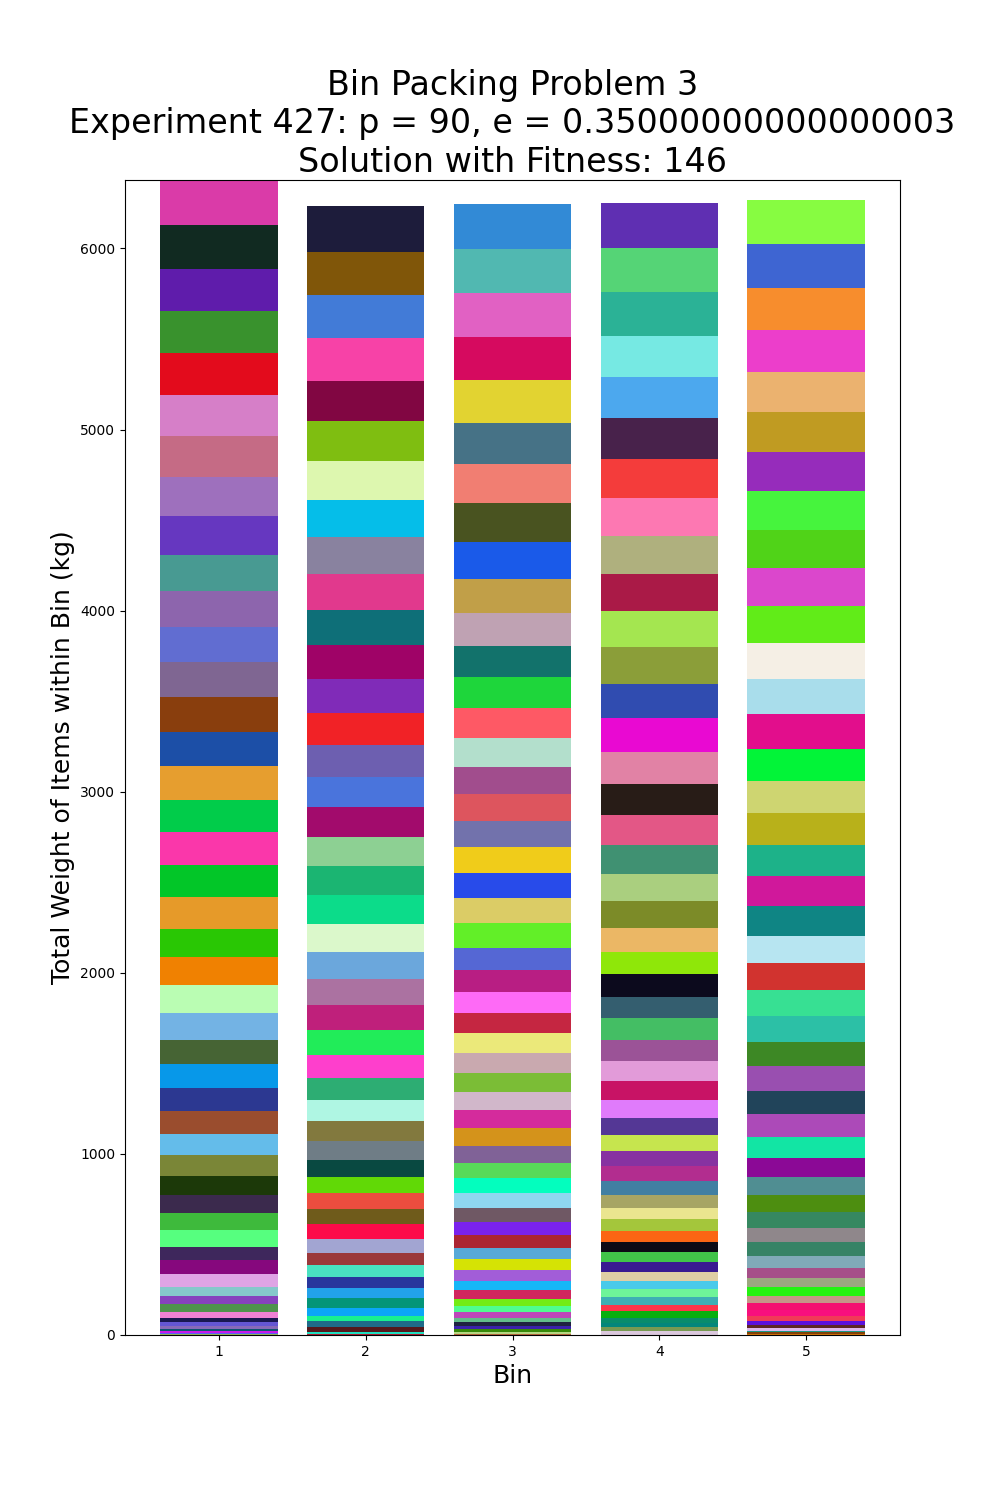 Bin Packing Problem 3
Experiment 427: p = 90, e = 0.35000000000000003
Solution with Fitness: 146
Total Weight of Items within Bin (kg)
6000
5000
4000
3000
2000
1000
0
1 2 3 4 5
Bin